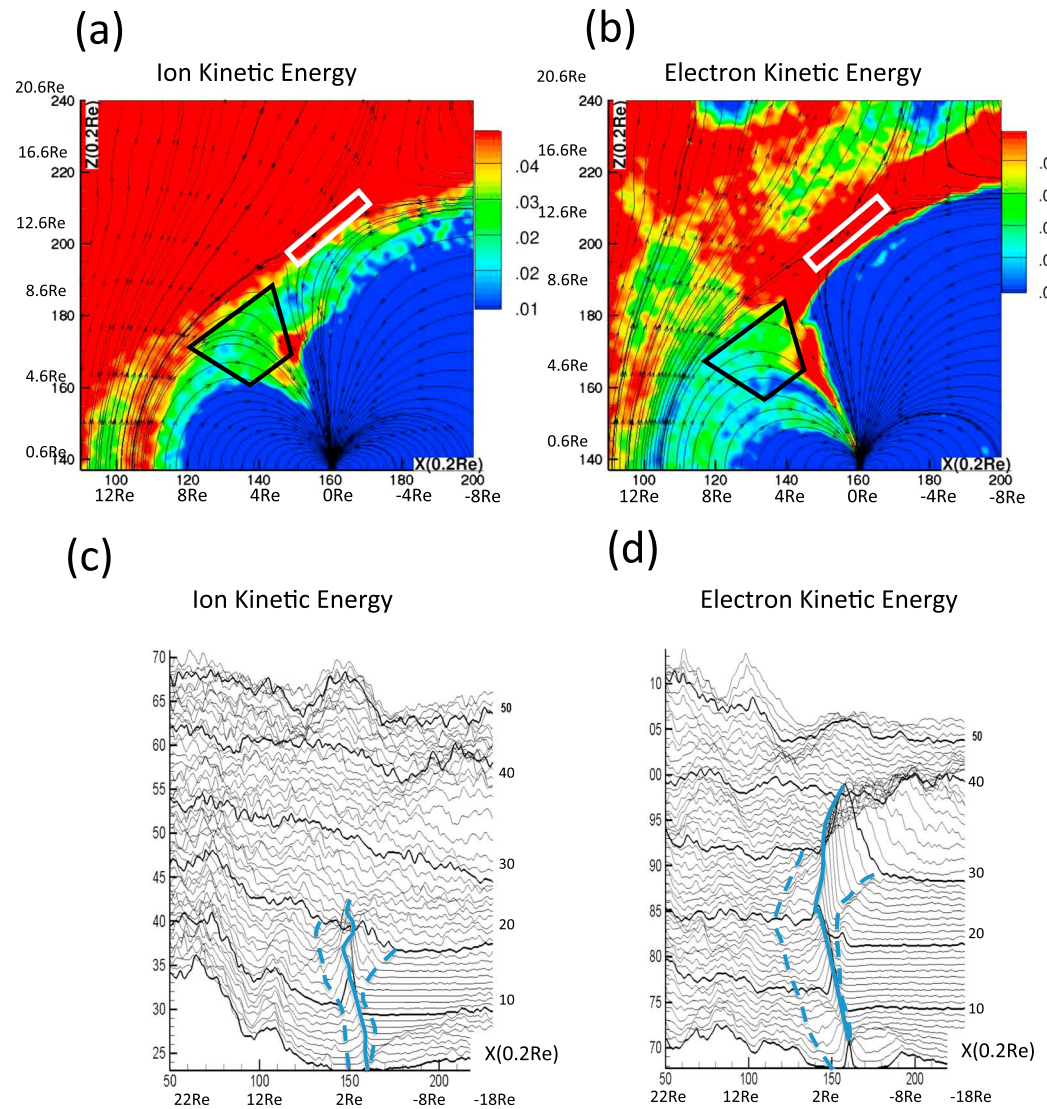 (a)
(b)
Ion Kinetic Energy
Electron Kinetic Energy
20.6Re
240
Z(0.2Re)
16.6Re
220
12.6Re
200
8.6Re
180
4.6Re
160
0.6Re
140
X(0.2Re)
100 120 140 160 180 200
12Re 8Re 4Re 0Re -4Re -8Re
.04
.03
.02
.02
.01
20.6Re
240
Z(0.2Re)
16.6Re
220
12.6Re
200
8.6Re
180
4.6Re
160
0.6Re
140
X(0.2Re)
100 120 140 160 180 200
12Re 8Re 4Re 0Re -4Re -8Re
.0
.0
.0
.0
.0
(c)
(d)
Ion Kinetic Energy
Electron Kinetic Energy
70
65
60
55
50
45
40
35
30
25
50
40
30
20
10
X(0.2Re)
50 100 150 200
22Re 12Re 2Re -8Re -18Re
10
05
00
95
90
85
80
75
70
50
40
30
20
10
X(0.2Re)
50 100 150 200
22Re 12Re 2Re -8Re -18Re